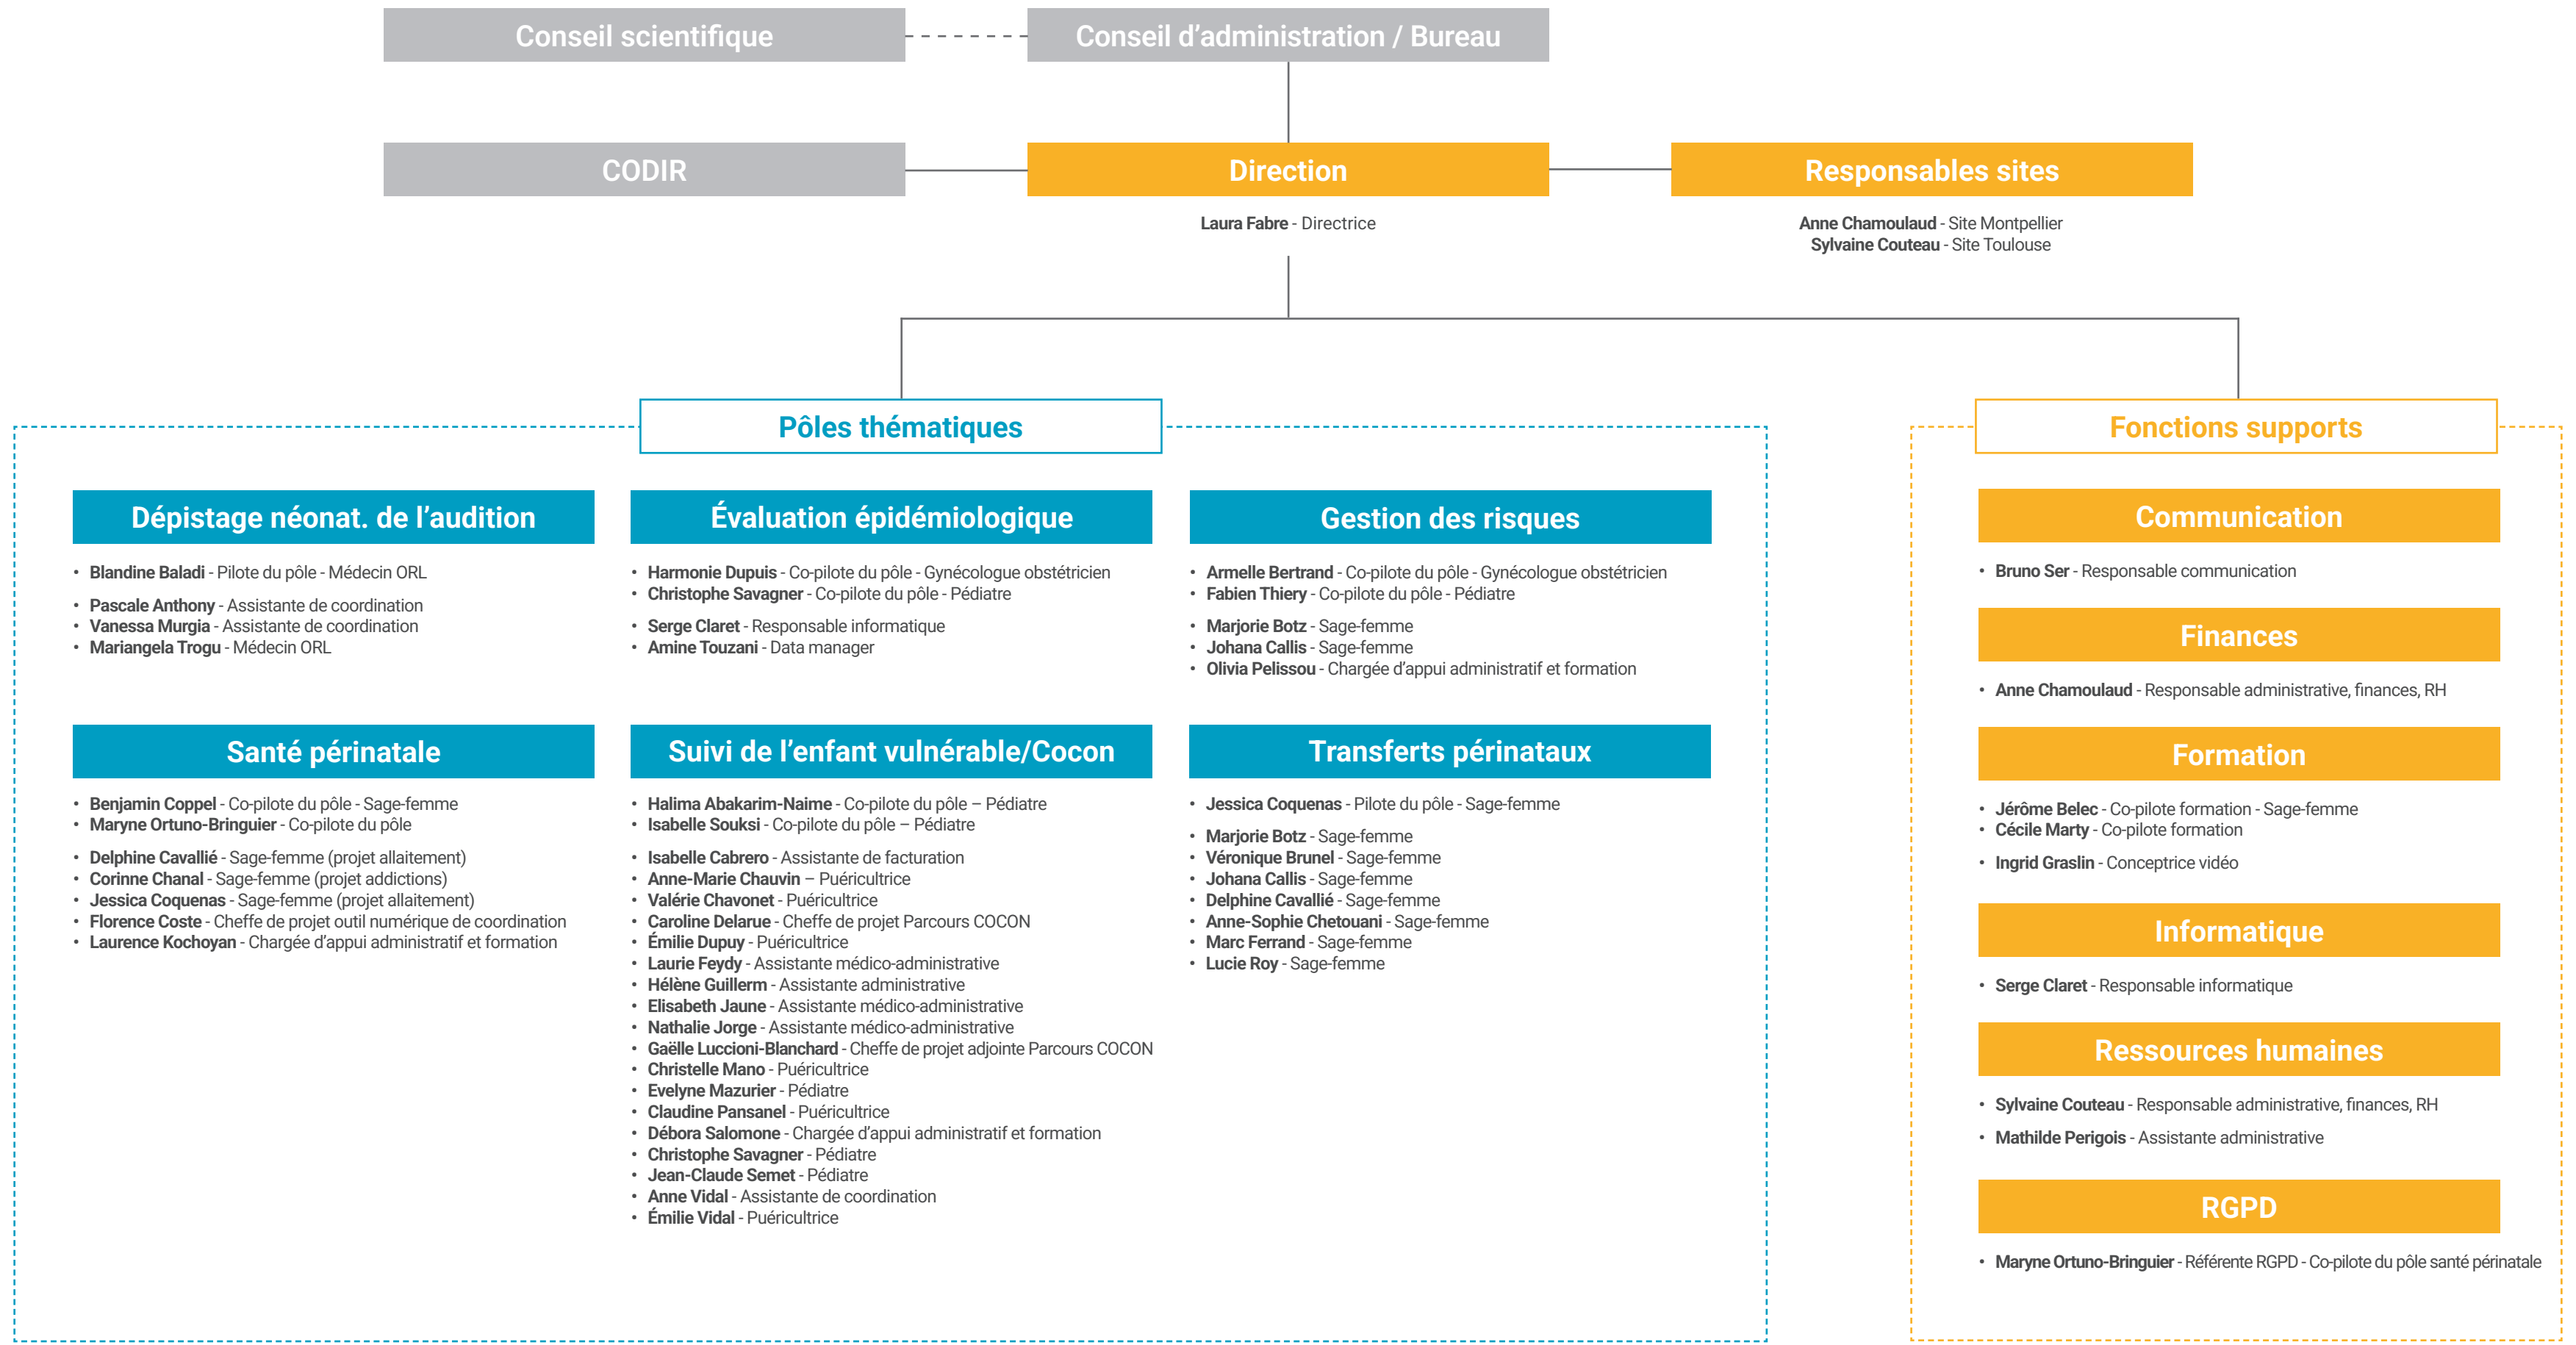 Conseil scientifique
Conseil d’administration / Bureau
CODIR
Direction
Responsables sites
Laura Fabre - Directrice
Anne Chamoulaud - Site Montpellier
Sylvaine Couteau - Site Toulouse
Pôles thématiques
Dépistage néonat. de l’audition
• Blandine Baladi - Pilote du pôle - Médecin ORL
• Pascale Anthony - Assistante de coordination
• Vanessa Murgia - Assistante de coordination
• Mariangela Trogu - Médecin ORL
Évaluation épidémiologique
• Harmonie Dupuis - Co-pilote du pôle - Gynécologue obstétricien
• Christophe Savagner - Co-pilote du pôle - Pédiatre
• Serge Claret - Responsable informatique
• Amine Touzani - Data manager
Gestion des risques
• Armelle Bertrand - Co-pilote du pôle - Gynécologue obstétricien
• Fabien Thiery - Co-pilote du pôle - Pédiatre
• Marjorie Botz - Sage-femme
• Johana Callis - Sage-femme
• Olivia Pelissou - Chargée d’appui administratif et formation
Santé périnatale
• Benjamin Coppel - Co-pilote du pôle - Sage-femme
• Maryne Ortuno-Bringuier - Co-pilote du pôle
• Delphine Cavallié - Sage-femme (projet allaitement)
• Corinne Chanal - Sage-femme (projet addictions)
• Jessica Coquenas - Sage-femme (projet allaitement)
• Florence Coste - Cheffe de projet outil numérique de coordination
• Laurence Kochoyan - Chargée d’appui administratif et formation
Suivi de l’enfant vulnérable/Cocon
• Halima Abakarim-Naime - Co-pilote du pôle – Pédiatre
• Isabelle Souksi - Co-pilote du pôle – Pédiatre
• Isabelle Cabrero - Assistante de facturation
• Anne-Marie Chauvin – Puéricultrice
• Valérie Chavonet - Puéricultrice
• Caroline Delarue - Cheffe de projet Parcours COCON
• Émilie Dupuy - Puéricultrice
• Laurie Feydy - Assistante médico-administrative
• Hélène Guillerm - Assistante administrative
• Elisabeth Jaune - Assistante médico-administrative
• Nathalie Jorge - Assistante médico-administrative
• Gaëlle Luccioni-Blanchard - Cheffe de projet adjointe Parcours COCON
• Christelle Mano - Puéricultrice
• Evelyne Mazurier - Pédiatre
• Claudine Pansanel - Puéricultrice
• Débora Salomone - Chargée d’appui administratif et formation
• Christophe Savagner - Pédiatre
• Jean-Claude Semet - Pédiatre
• Anne Vidal - Assistante de coordination
• Émilie Vidal - Puéricultrice
Transferts périnataux
• Jessica Coquenas - Pilote du pôle - Sage-femme
• Marjorie Botz - Sage-femme
• Véronique Brunel - Sage-femme
• Johana Callis - Sage-femme
• Delphine Cavallié - Sage-femme
• Anne-Sophie Chetouani - Sage-femme
• Marc Ferrand - Sage-femme
• Lucie Roy - Sage-femme
Fonctions supports
Communication
• Bruno Ser - Responsable communication
Finances
• Anne Chamoulaud - Responsable administrative, finances, RH
Formation
• Jérôme Belec - Co-pilote formation - Sage-femme
• Cécile Marty - Co-pilote formation
• Ingrid Graslin - Conceptrice vidéo
Informatique
• Serge Claret - Responsable informatique
Ressources humaines
• Sylvaine Couteau - Responsable administrative, finances, RH
• Mathilde Perigois - Assistante administrative
RGPD
• Maryne Ortuno-Bringuier - Référente RGPD - Co-pilote du pôle santé périnatale